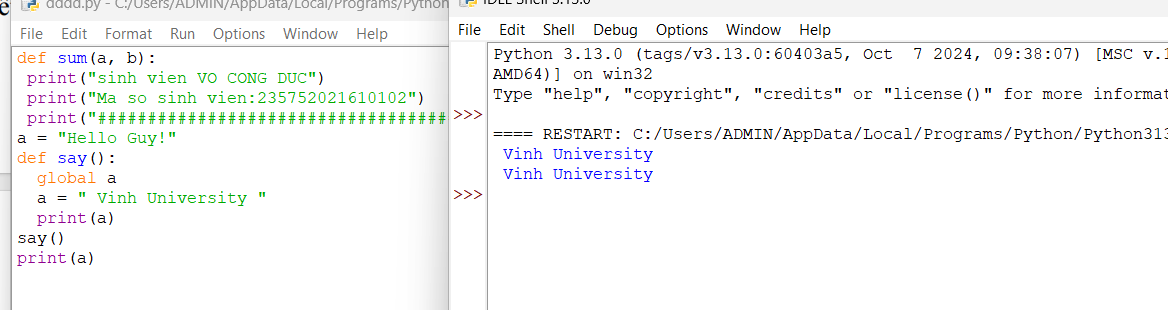 dddd.py - C:/Users/ADMIN/AppData/Local/Programs/Python
File Edit Format Run Options Window Help
def sum(a, b):
print("sinh vien VO CONG DUC")
print("Ma so sinh vien:235752021610102")
print("###################################
a = "Hello Guy!"
def say():
global a
a = " Vinh University "
print(a)
say()
print(a)
IDLE Shell 3.13.0
File Edit Shell Debug Options Window Help
Python 3.13.0 (tags/v3.13.0:60403a5, Oct  7 2024, 09:38:07) [MSC v.1
AMD64)] on win32
Type "help", "copyright", "credits" or "license()" for more informat
>>>
==== RESTART: C:/Users/ADMIN/AppData/Local/Programs/Python/Python313
Vinh University
Vinh University
>>>